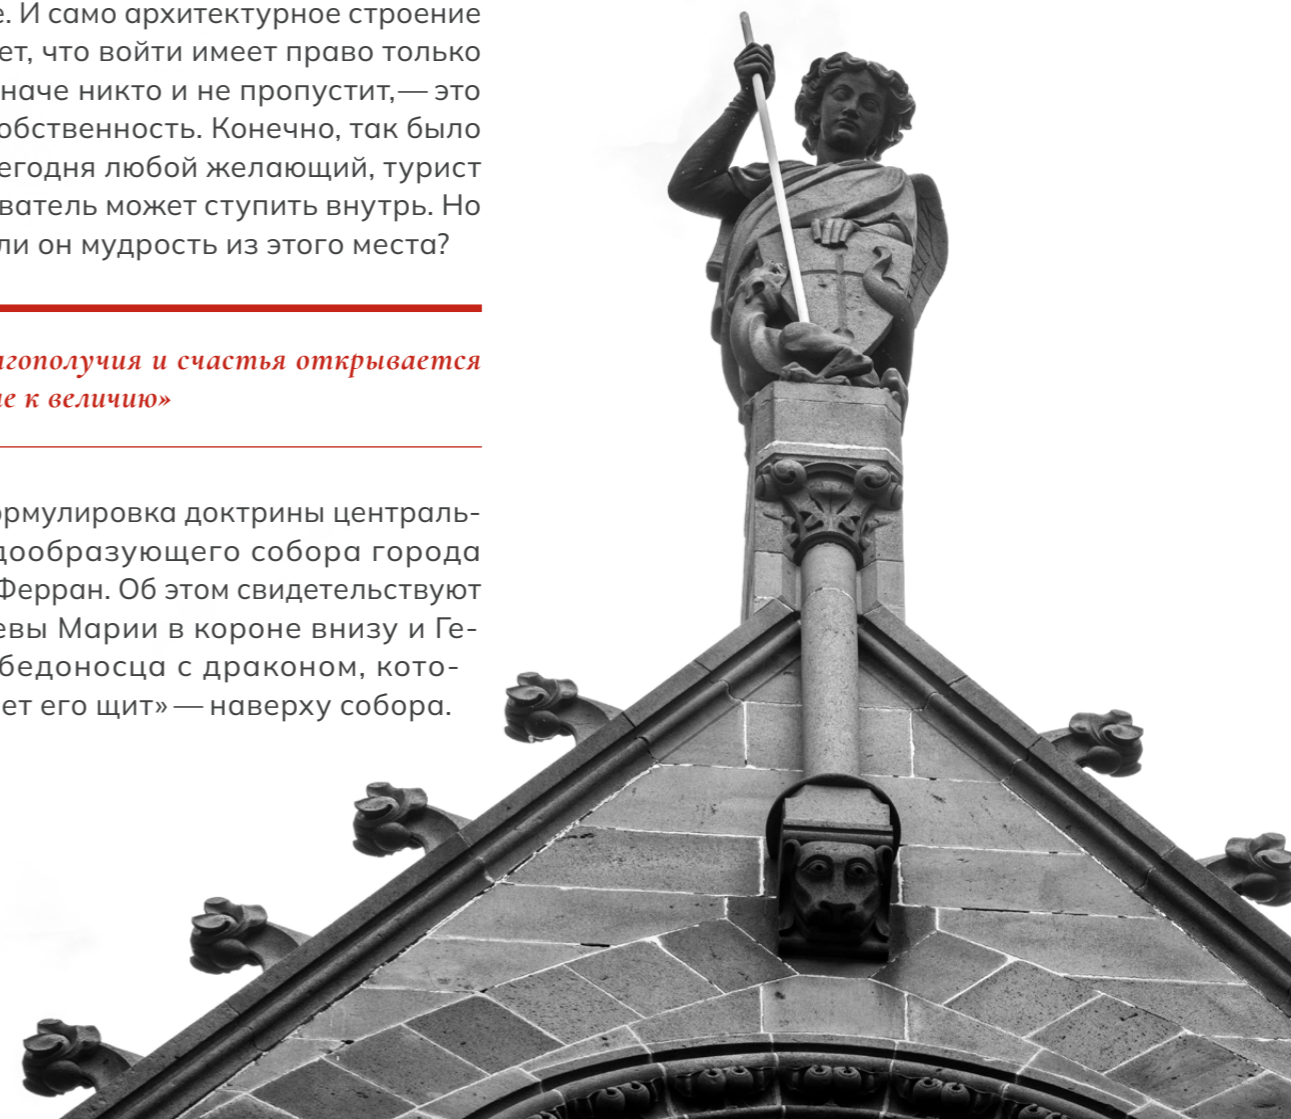 е. И само архитектурное строение
ет, что войти имеет право только
наче никто и не пропустит,— это
обственность. Конечно, так было
егодня любой желающий, турист
ватель может ступить внутрь. Но
ли он мудрость из этого места?
агополучия и счастья открывается
ие к величию»
ормулировка доктрины централь-
дообразующего собора города
Ферран. Об этом свидетельствуют
евы Марии в короне внизу и Ге-
бедоносца с драконом, кото-
ет его щит» — наверху собора.